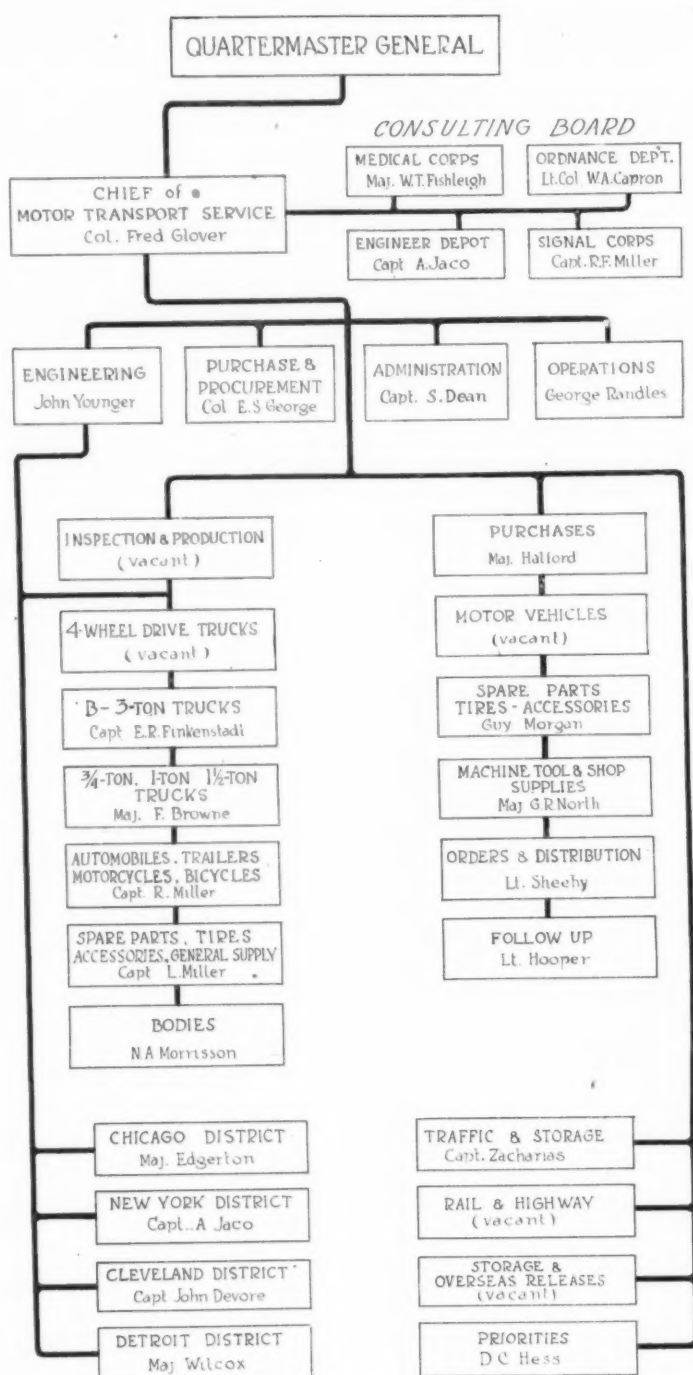 QUARTERMASTER GENERAL
CONSULTING BOARD
MEDICAL CORPS
Maj. W.T. Fishleigh
ORDNANCE DEP'T.
Lt. Col W.A. Capron
CHIEF of
MOTOR TRANSPORT SERVICE
Col. Fred Glover
ENGINEER DEPOT
Capt A. Jaco
SIGNAL CORPS
Capt. R.F. Miller
ENGINEERING
John Younger
PURCHASE &
PROCUREMENT
Col E.S George
ADMINISTRATION
Capt. S. Dean
OPERATIONS
George Randles
INSPECTION & PRODUCTION
(vacant)
4-WHEEL DRIVE TRUCKS
(vacant)
B-3-TON TRUCKS
Capt E.R. Finkenstadi
¾-TON, 1-TON 1½-TON
TRUCKS
Maj. F. Browne
AUTOMOBILES, TRAILERS
MOTORCYCLES, BICYCLES
Capt. R. Miller
SPARE PARTS, TIRES
ACCESSORIES, GENERAL SUPPLY
Capt L. Miller
BODIES
N.A Morrisson
PURCHASES
Maj. Halford
MOTOR VEHICLES
(vacant)
SPARE PARTS
TIRES - ACCESSORIES
Guy Morgan
MACHINE TOOL & SHOP
SUPPLIES
Maj G.R. North
ORDERS & DISTRIBUTION
Lt. Sheehy
FOLLOW UP
Lt. Hooper
CHICAGO DISTRICT
Maj. Edgerton
NEW YORK DISTRICT
Capt. A Jaco
CLEVELAND DISTRICT
Capt John Devore
DETROIT DISTRICT
Maj Wilcox
TRAFFIC & STORAGE
Capt. Zacharias
RAIL & HIGHWAY
(vacant)
STORAGE &
OVERSEAS RELEASES
(vacant)
PRIORITIES
D C Hess